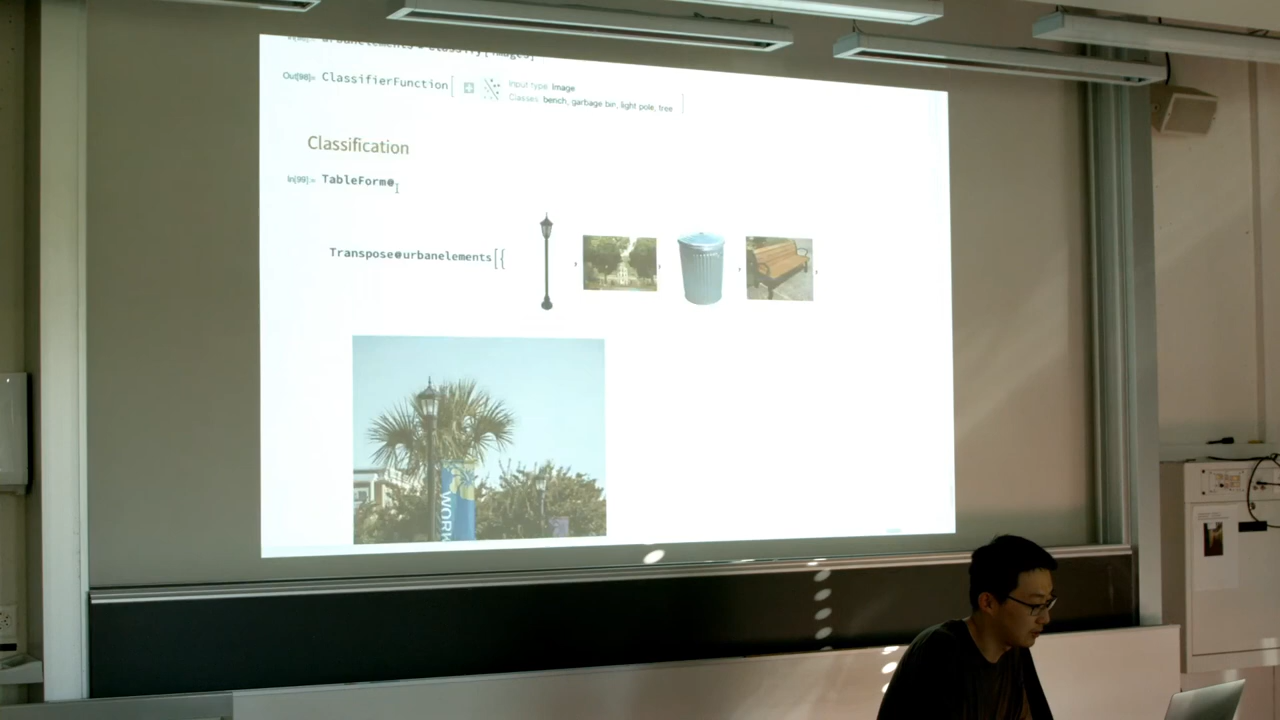 Out[98]= ClassifierFunction[ Input type: Image
Classes: bench, garbage bin, light pole, tree ]
Classification
In[99]:= TableForm@
Transpose@urbanelements[{ , , , ,
WORK